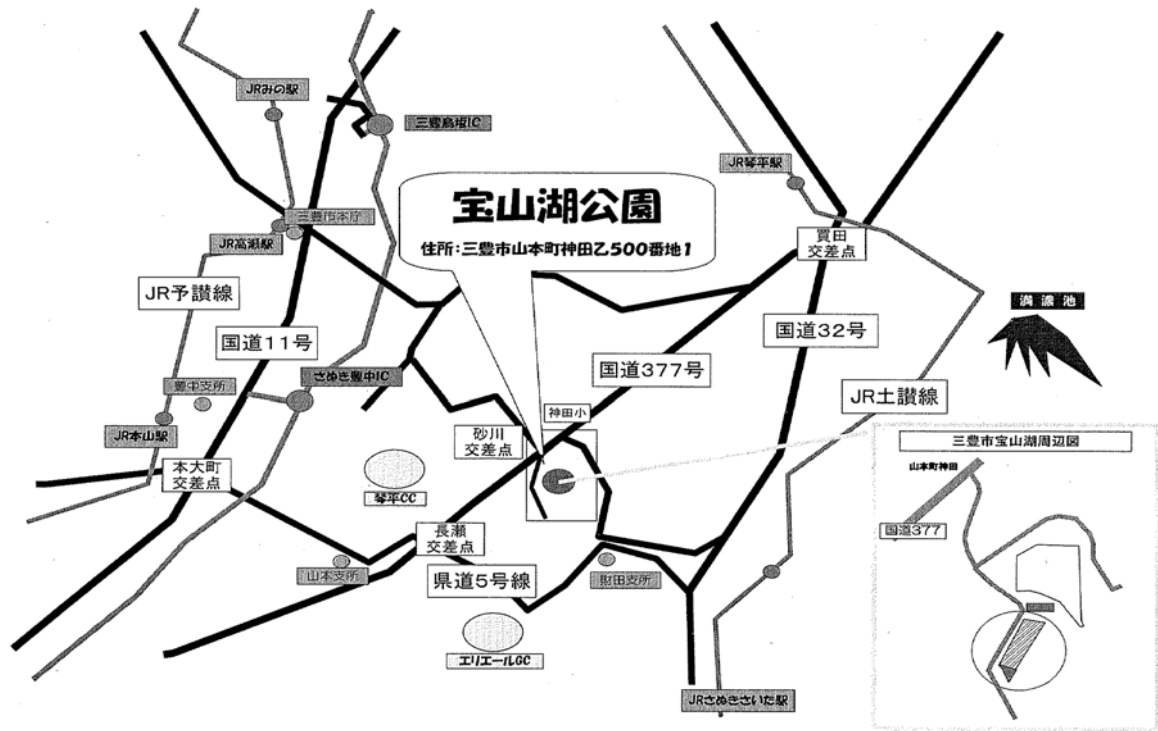 JRみの駅
三豊鳥坂IC
JR琴平駅
宝山湖公園
住所：三豊市山本町神田乙500番地1
三豊市本庁
JR高瀬駅
買田
交差点
JR予讃線
満濃池
国道11号
国道32号
国道377号
さぬき豊中IC
豊中支所
JR土讃線
神田小
JR本山駅
砂川
交差点
三豊市宝山湖周辺図
本大町
交差点
山本町神田
琴平CC
国道377
長瀬
交差点
山本支所
県道5号線
財田支所
エリエールGC
JRさぬきさいた駅